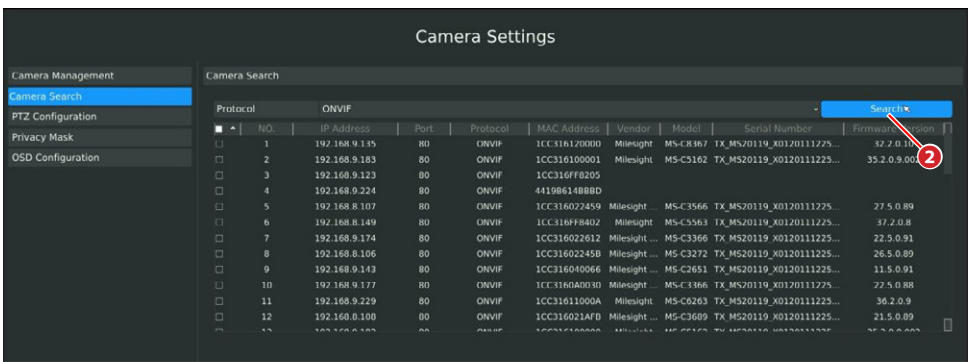 Camera Settings
Camera Management
Camera Search
PTZ Configuration
Privacy Mask
OSD Configuration
Camera Search
Protocol ONVIF Search
NO. IP Address Port Protocol MAC Address Vendor Model Serial Number Firmware Version
1 192.168.9.135 80 ONVIF 1CC316120000 Milesight MS-C8367 TX_MS20119_X0120111225... 32.2.0.10
2 192.168.9.183 80 ONVIF 1CC316100001 Milesight MS-C5162 TX_MS20119_X0120111225... 35.2.0.9.002
3 192.168.9.123 80 ONVIF 1CC316FF0205
4 192.168.9.224 80 ONVIF 44198614BBBD
5 192.168.8.107 80 ONVIF 1CC316022459 Milesight ... MS-C3566 TX_MS20119_X0120111225... 27.5.0.89
6 192.168.8.149 80 ONVIF 1CC316FF8402 Milesight MS-C5563 TX_MS20119_X0120111225... 37.2.0.8
7 192.168.9.174 80 ONVIF 1CC316022612 Milesight ... MS-C3366 TX_MS20119_X0120111225... 22.5.0.91
8 192.168.8.106 80 ONVIF 1CC31602245B Milesight ... MS-C3272 TX_MS20119_X0120111225... 26.5.0.89
9 192.168.9.143 80 ONVIF 1CC316040066 Milesight ... MS-C2651 TX_MS20119_X0120111225... 11.5.0.91
10 192.168.9.177 80 ONVIF 1CC3160A0030 Milesight ... MS-C3366 TX_MS20119_X0120111225... 22.5.0.88
11 192.168.9.229 80 ONVIF 1CC31611000A Milesight MS-C6263 TX_MS20119_X0120111225... 36.2.0.9
12 192.168.8.108 80 ONVIF 1CC316021AFB Milesight ... MS-C3689 TX_MS20119_X0120111225... 21.5.0.89
2